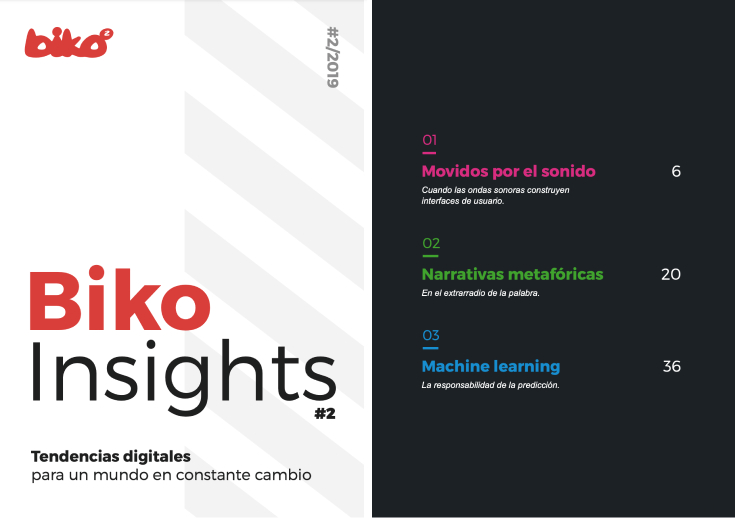 biko2
#2/2019
Biko
Insights
#2
Tendencias digitales
para un mundo en constante cambio
01
Movidos por el sonido 6
Cuando las ondas sonoras construyen
interfaces de usuario.
02
Narrativas metafóricas 20
En el extrarradio de la palabra.
03
Machine learning 36
La responsabilidad de la predicción.